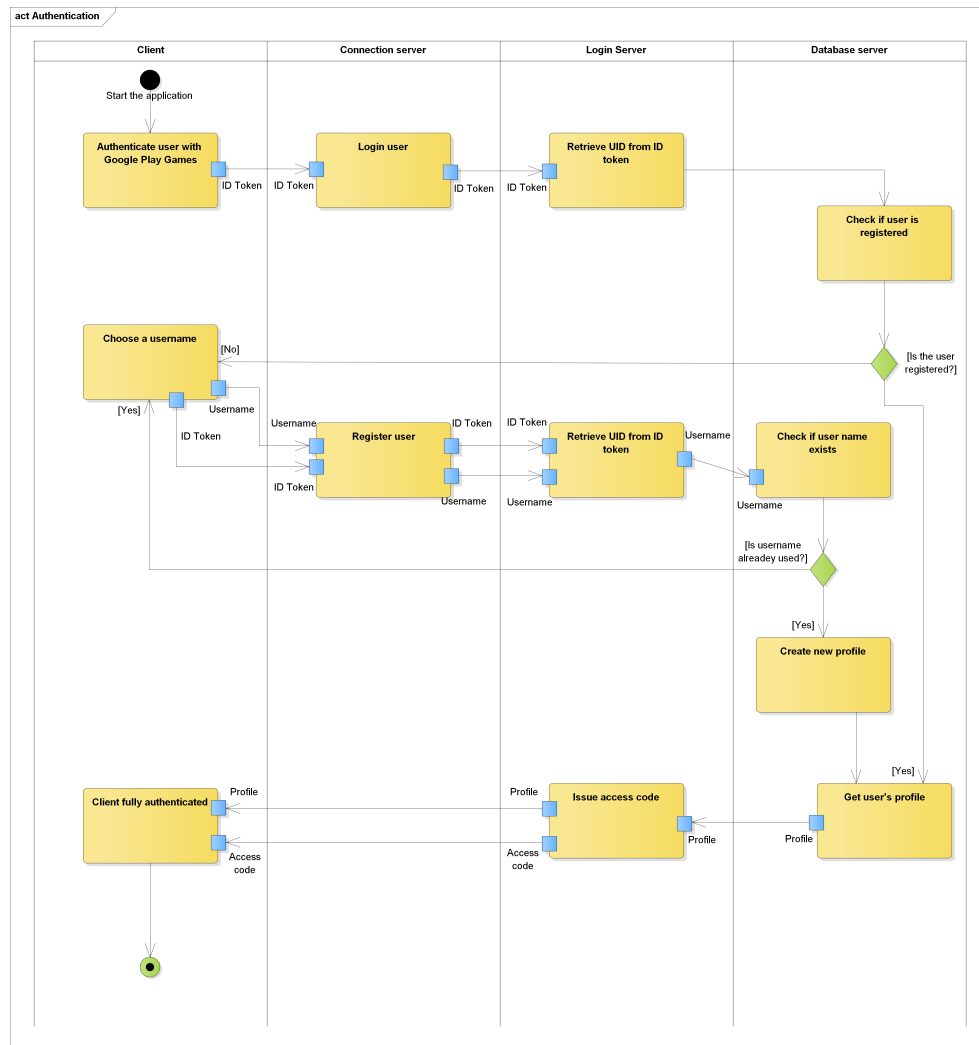 act Authentication
Client
Connection server
Login Server
Database server
Start the application
Authenticate user with
Google Play Games
ID Token
ID Token
Login user
ID Token
ID Token
Retrieve UID from ID
token
Check if user is
registered
[Is the user
registered?]
[No]
Choose a username
[Yes]
Username
ID Token
Username
ID Token
Register user
ID Token
Username
ID Token
Username
Retrieve UID from ID
token
Username
Username
Check if user name
exists
[Is username
alreadey used?]
[Yes]
Create new profile
[Yes]
Get user's profile
Profile
Profile
Issue access code
Profile
Access
code
Profile
Access
code
Client fully authenticated